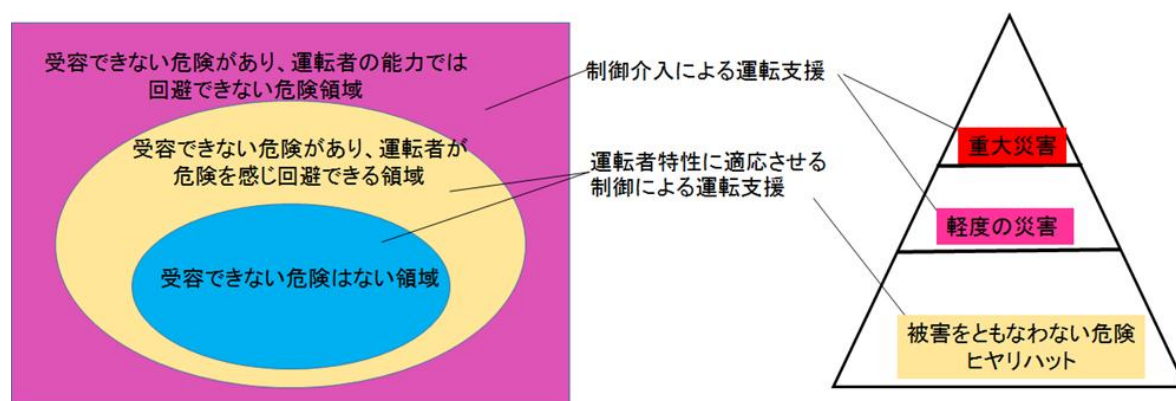 受容できない危険があり、運転者の能力では
回避できない危険領域
受容できない危険があり、運転者が
危険を感じ回避できる領域
受容できない危険はない領域
制御介入による運転支援
運転者特性に適応させる
制御による運転支援
重大災害
軽度の災害
被害をともなわない危険
ヒヤリハット